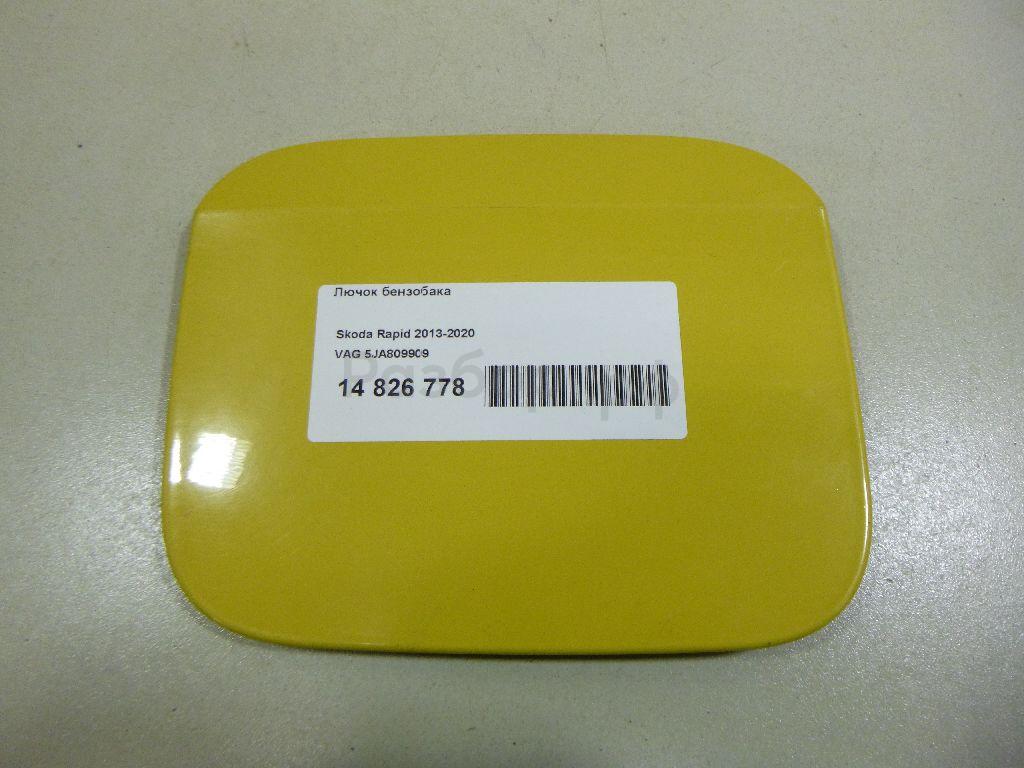 Лючок бензобака
Skoda Rapid 2013-2020
VAG 5JA809909
14 826 778